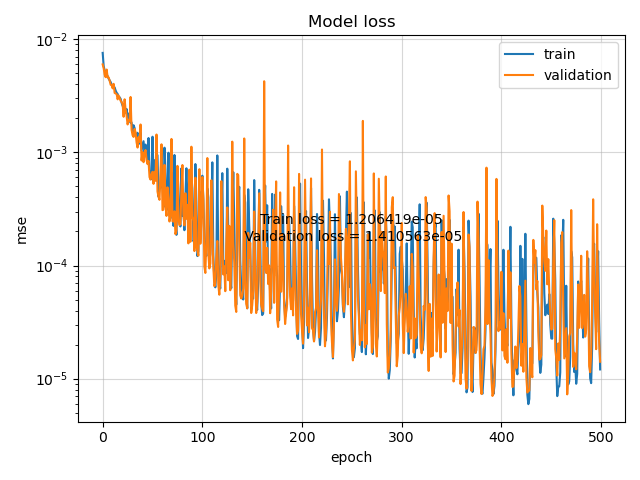 Model loss
train
validation
Train loss = 1.206419e-05
Validation loss = 1.410563e-05
mse
10⁻²
10⁻³
10⁻⁴
10⁻⁵
0 100 200 300 400 500
epoch